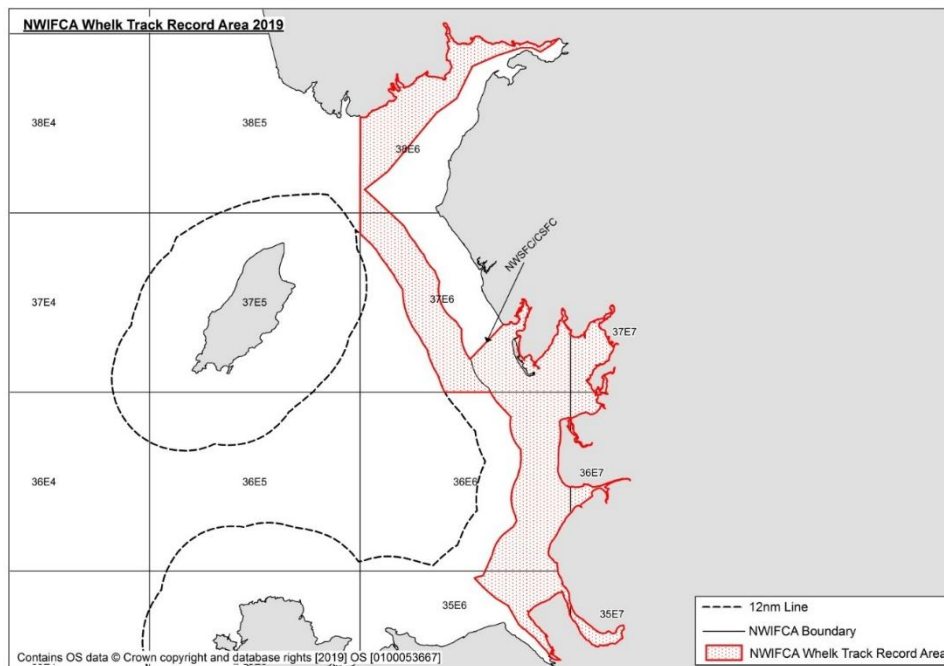 NWIFCA Whelk Track Record Area 2019
38E4
38E5
38E6
NWSFC/CSFC
37E4
37E5
37E6
37E7
36E4
36E5
36E6
36E7
35E6
35E7
12nm Line
NWIFCA Boundary
NWIFCA Whelk Track Record Area
Contains OS data © Crown copyright and database rights [2019] OS [0100053667]